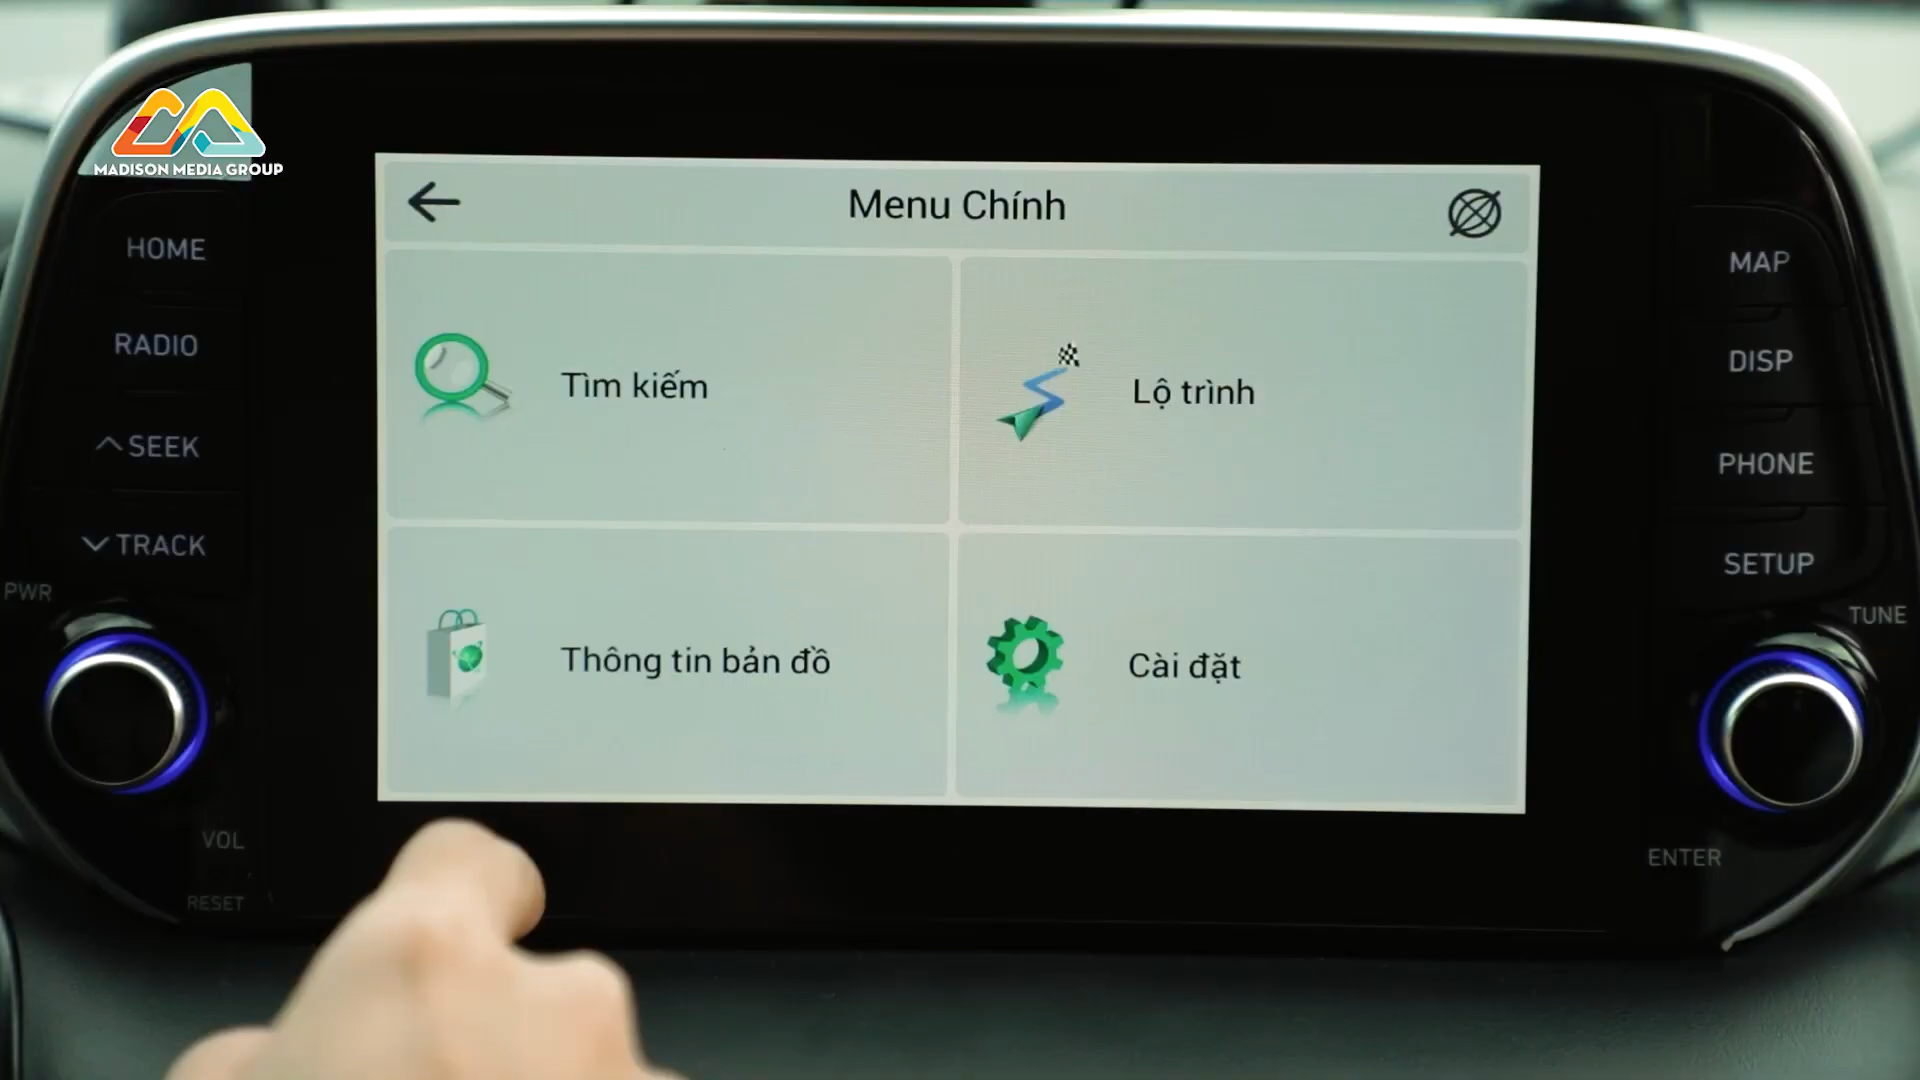 MADISON MEDIA GROUP
HOME
RADIO
SEEK
TRACK
PWR
VOL
RESET
Menu Chính
Tìm kiếm
Lộ trình
Thông tin bản đồ
Cài đặt
MAP
DISP
PHONE
SETUP
TUNE
ENTER